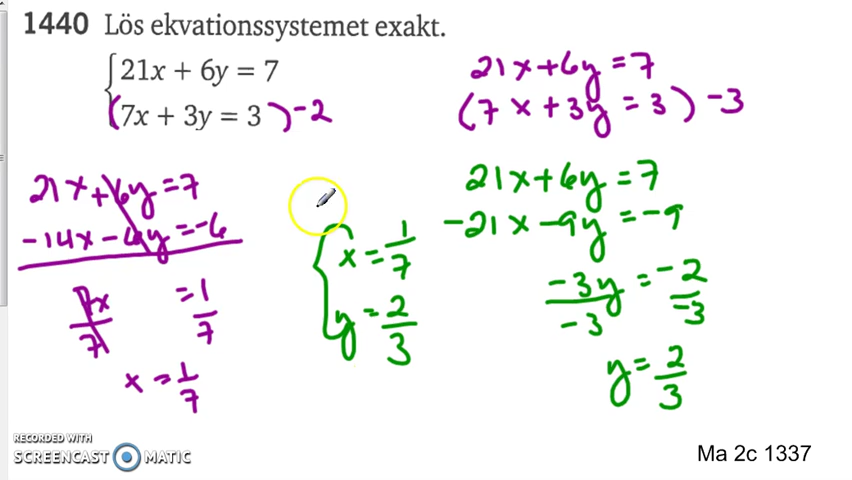 1440 Lös ekvationssystemet exakt.
21x + 6y = 7
(7x + 3y = 3) -2
21x+6y=7
(7x+3y=3) -3
21x+6y=7
-14x-6y=-6
7x/7 = 1/7
x = 1/7
x = 1/7
y = 2/3
21x+6y=7
-21x-9y=-9
-3y/-3 = -2/-3
y = 2/3
RECORDED WITH
SCREENCAST MATIC
Ma 2c 1337